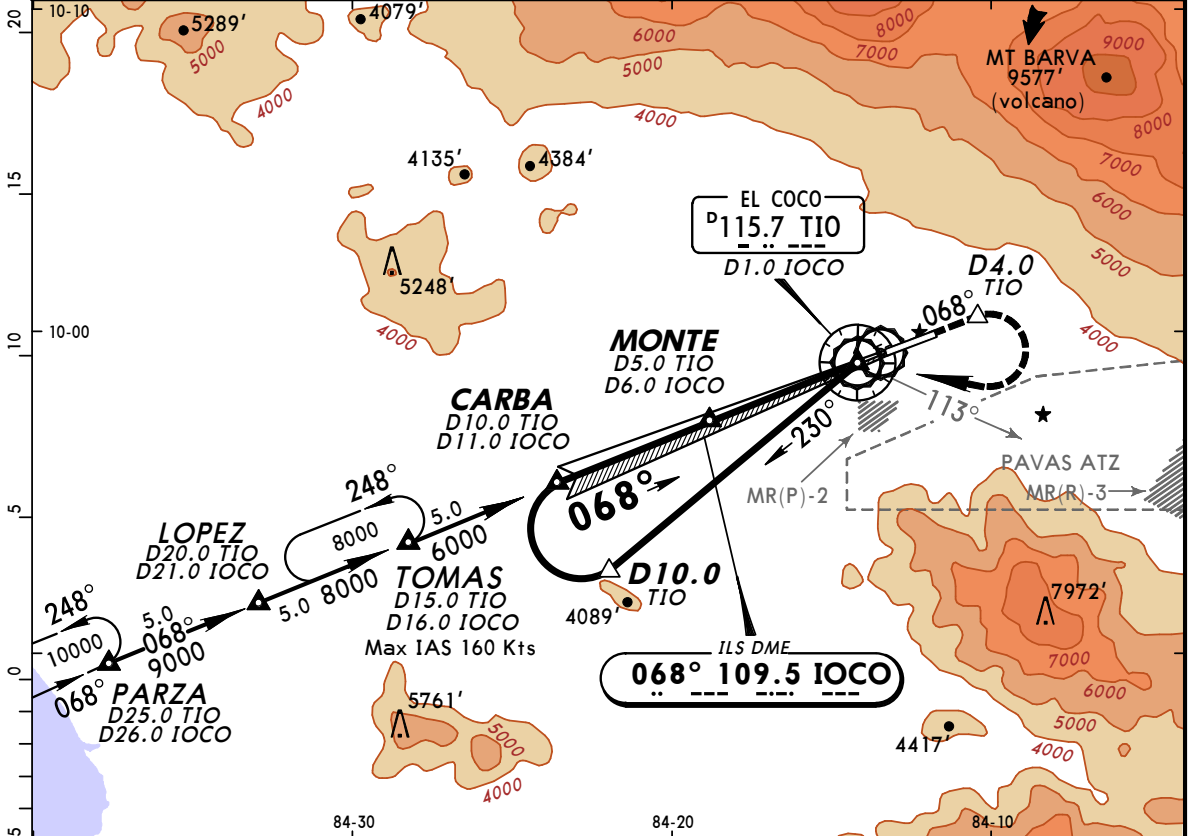 20
10-10
5289'
5000
4000
4079'
6000
5000
4000
8000
7000
MT BARVA
9577'
(volcano)
9000
8000
7000
6000
5000
4000
4135'
4384'
15
EL COCO
D 115.7 TIO
D1.0 IOCO
D4.0
TIO
068°
5248'
4000
10-00
10
MONTE
D5.0 TIO
D6.0 IOCO
CARBA
D10.0 TIO
D11.0 IOCO
230°
113°
PAVAS ATZ
MR(P)-2
MR(R)-3
068°
248°
5.0
8000
6000
5
LOPEZ
D20.0 TIO
D21.0 IOCO
5.0 8000
TOMAS
D15.0 TIO
D16.0 IOCO
Max IAS 160 Kts
D10.0
TIO
4089'
7972'
7000
6000
5000
4000
248°
10000
5.0
068°
9000
068°
PARZA
D25.0 TIO
D26.0 IOCO
0
ILS DME
068° 109.5 IOCO
5761'
5000
4000
4417'
5
84-30
84-20
84-10